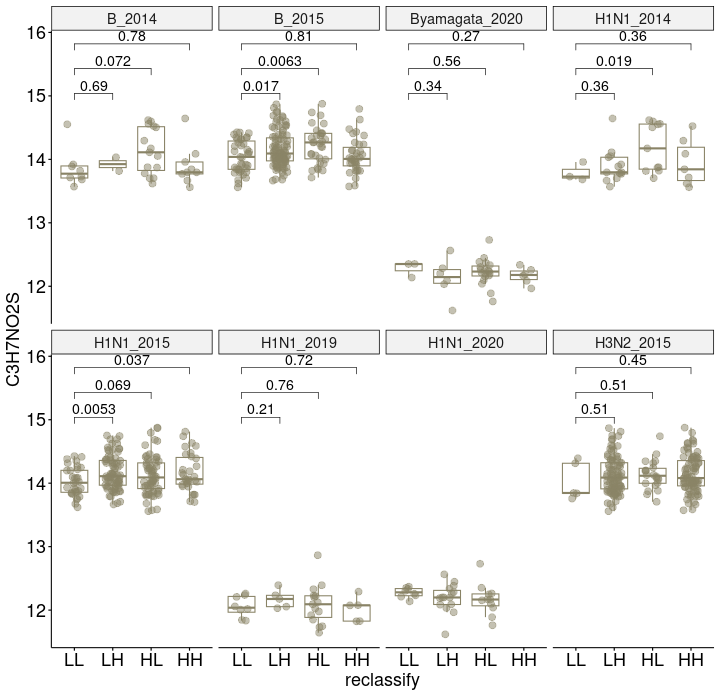 B_2014 B_2015 Byamagata_2020 H1N1_2014
16
0.78 0.81 0.27 0.36
0.072 0.0063 0.56 0.019
0.69 0.017 0.34 0.36
15
14
13
12
C3H7NO2S
H1N1_2015 H1N1_2019 H1N1_2020 H3N2_2015
16
0.037 0.72 0.45
0.069 0.76 0.51
0.0053 0.21 0.51
15
14
13
12
LL LH HL HH LL LH HL HH LL LH HL HH LL LH HL HH
reclassify